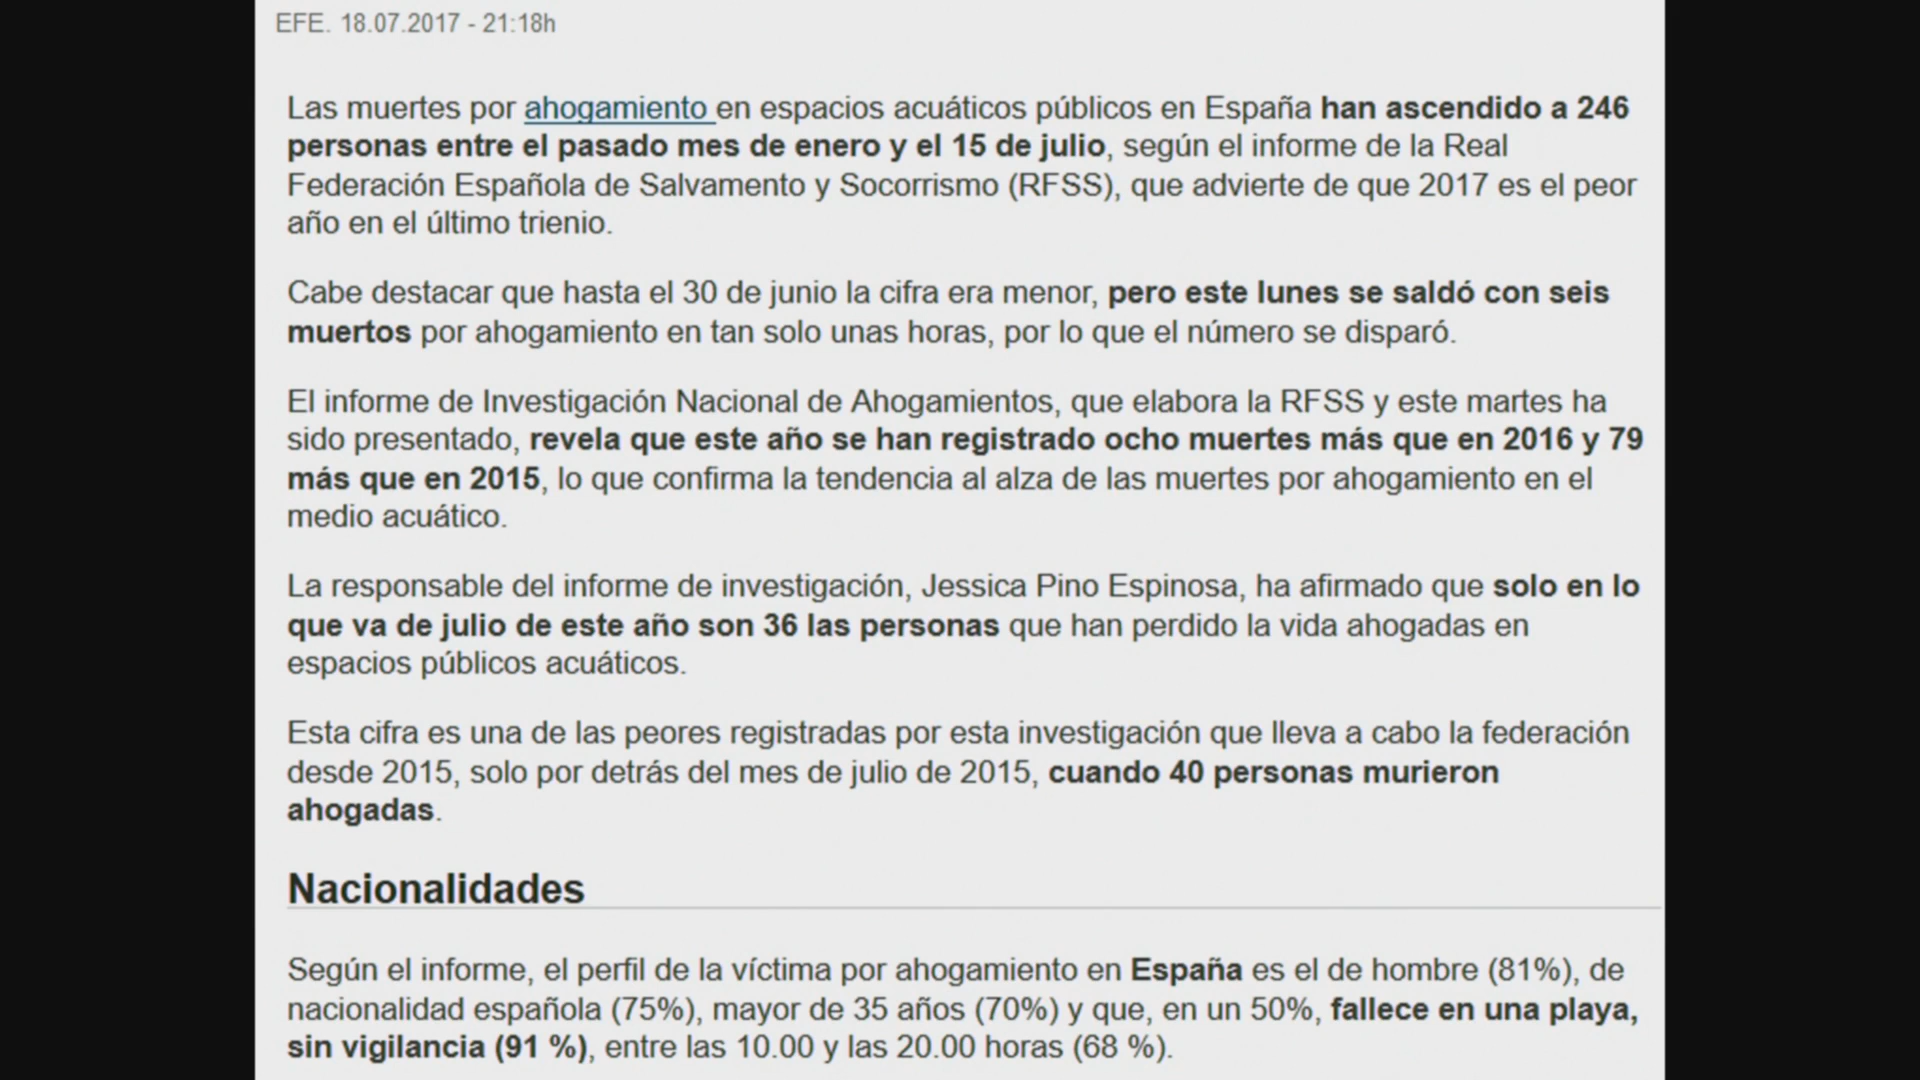 EFE. 18.07.2017 - 21:18h
Las muertes por ahogamiento en espacios acuáticos públicos en España han ascendido a 246
personas entre el pasado mes de enero y el 15 de julio, según el informe de la Real
Federación Española de Salvamento y Socorrismo (RFSS), que advierte de que 2017 es el peor
año en el último trienio.
Cabe destacar que hasta el 30 de junio la cifra era menor, pero este lunes se saldó con seis
muertos por ahogamiento en tan solo unas horas, por lo que el número se disparó.
El informe de Investigación Nacional de Ahogamientos, que elabora la RFSS y este martes ha
sido presentado, revela que este año se han registrado ocho muertes más que en 2016 y 79
más que en 2015, lo que confirma la tendencia al alza de las muertes por ahogamiento en el
medio acuático.
La responsable del informe de investigación, Jessica Pino Espinosa, ha afirmado que solo en lo
que va de julio de este año son 36 las personas que han perdido la vida ahogadas en
espacios públicos acuáticos.
Esta cifra es una de las peores registradas por esta investigación que lleva a cabo la federación
desde 2015, solo por detrás del mes de julio de 2015, cuando 40 personas murieron
ahogadas.
Nacionalidades
Según el informe, el perfil de la víctima por ahogamiento en España es el de hombre (81%), de
nacionalidad española (75%), mayor de 35 años (70%) y que, en un 50%, fallece en una playa,
sin vigilancia (91 %), entre las 10.00 y las 20.00 horas (68 %).